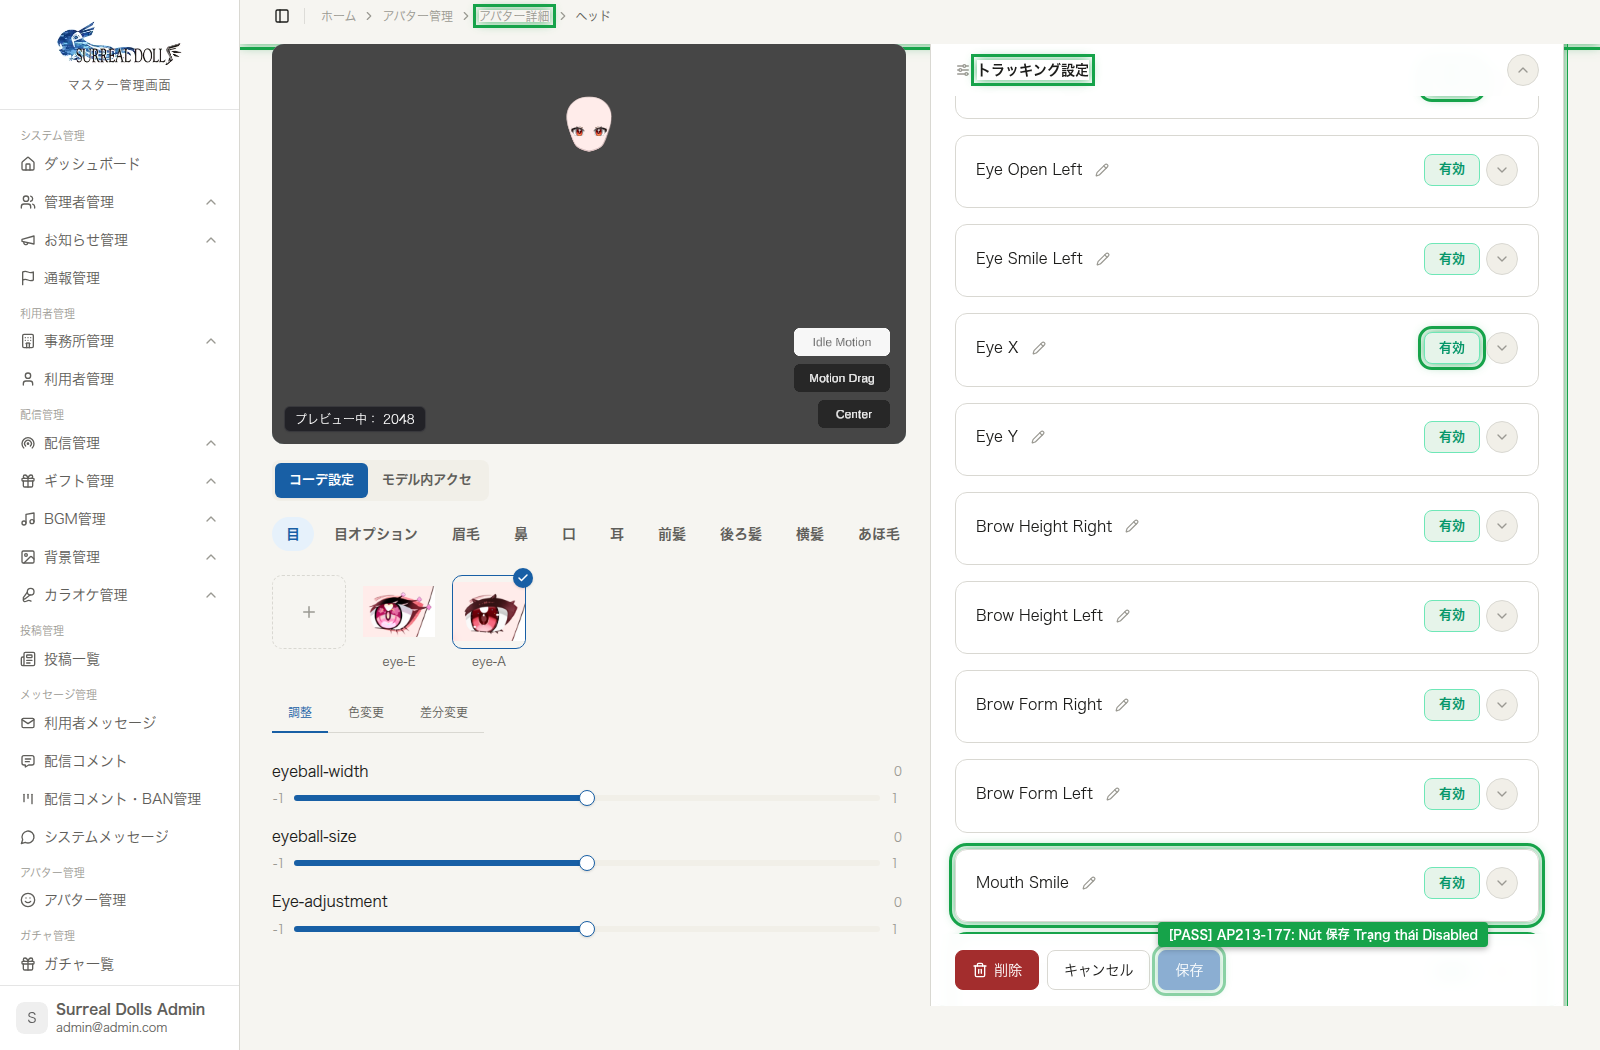 SURREAL DOLL
マスター管理画面
システム管理
ダッシュボード
管理者管理
お知らせ管理
通報管理
利用者管理
事務所管理
利用者管理
配信管理
配信管理
ギフト管理
BGM管理
背景管理
カラオケ管理
投稿管理
投稿一覧
メッセージ管理
利用者メッセージ
配信コメント
配信コメント・BAN管理
システムメッセージ
アバター管理
アバター管理
ガチャ管理
ガチャ一覧
S
Surreal Dolls Admin
admin@admin.com
ホーム
アバター管理
アバター詳細
ヘッド
Idle Motion
Motion Drag
Center
プレビュー中： 2048
コーデ設定
モデル内アクセ
目
目オプション
眉毛
鼻
口
耳
前髪
後ろ髪
横髪
あほ毛
eye-E
eye-A
調整
色変更
差分変更
eyeball-width
0
-1
1
eyeball-size
0
-1
1
Eye-adjustment
0
-1
1
トラッキング設定
Eye Open Left
有効
Eye Smile Left
有効
Eye X
有効
Eye Y
有効
Brow Height Right
有効
Brow Height Left
有効
Brow Form Right
有効
Brow Form Left
有効
Mouth Smile
有効
[PASS] AP213-177: Nút 保存 Trạng thái Disabled
削除
キャンセル
保存